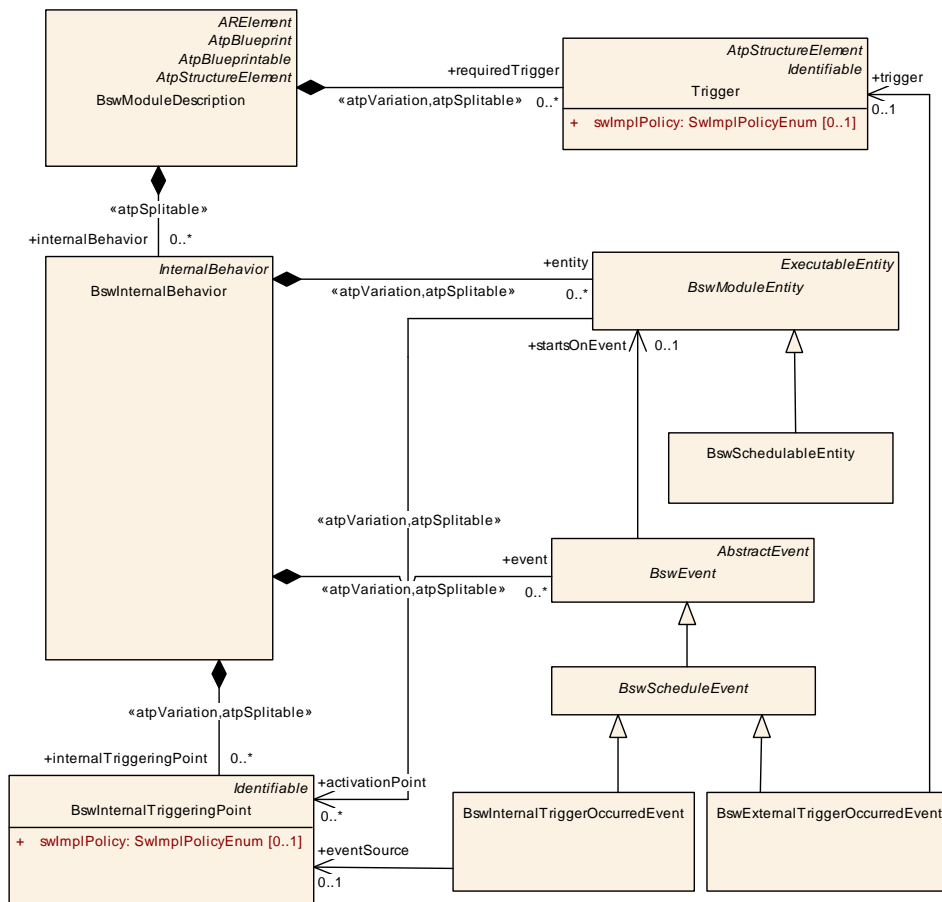 ARElement
AtpBlueprint
AtpBlueprintable
AtpStructureElement
BswModuleDescription
+requiredTrigger
«atpVariation,atpSplitable»
0..*
AtpStructureElement
Identifiable
Trigger
+ swImplPolicy: SwImplPolicyEnum [0..1]
+trigger
0..1
«atpSplitable»
+internalBehavior
0..*
InternalBehavior
BswInternalBehavior
+entity
«atpVariation,atpSplitable»
0..*
ExecutableEntity
BswModuleEntity
+startsOnEvent
0..1
BswSchedulableEntity
«atpVariation,atpSplitable»
+event
«atpVariation,atpSplitable»
0..*
AbstractEvent
BswEvent
BswScheduleEvent
«atpVariation,atpSplitable»
+internalTriggeringPoint
0..*
Identifiable
BswInternalTriggeringPoint
+ swImplPolicy: SwImplPolicyEnum [0..1]
+activationPoint
0..*
+eventSource
0..1
BswInternalTriggerOccurredEvent
BswExternalTriggerOccurredEvent